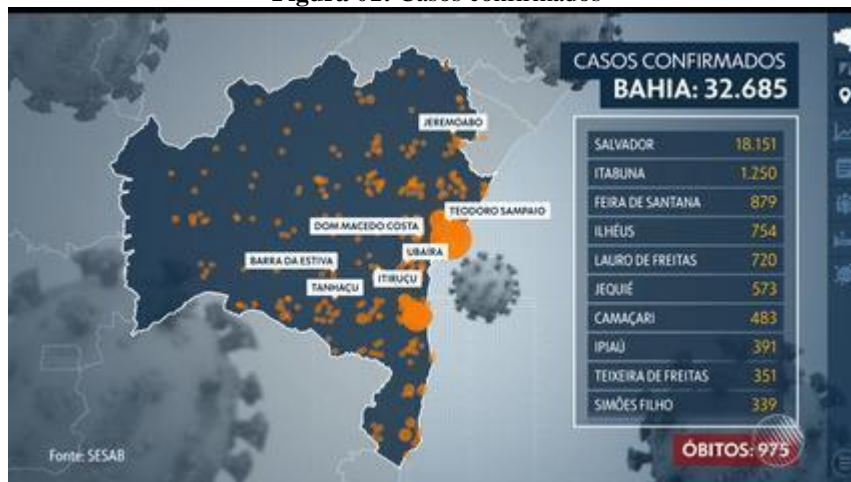 Figura 01: Casos confirmados
CASOS CONFIRMADOS
BAHIA: 32.685
JEREMOABO
TEODORO SAMPAIO
DOM MACEDO COSTA
UBAÍRA
BARRA DA ESTIVA
ITIRUÇU
TANHAÇU
SALVADOR 18.151
ITABUNA 1.250
FEIRA DE SANTANA 879
ILHÉUS 754
LAURO DE FREITAS 720
JEQUIÉ 573
CAMAÇARI 483
IPIAÚ 391
TEIXEIRA DE FREITAS 351
SIMÕES FILHO 339
Fonte: SESAB
ÓBITOS: 975